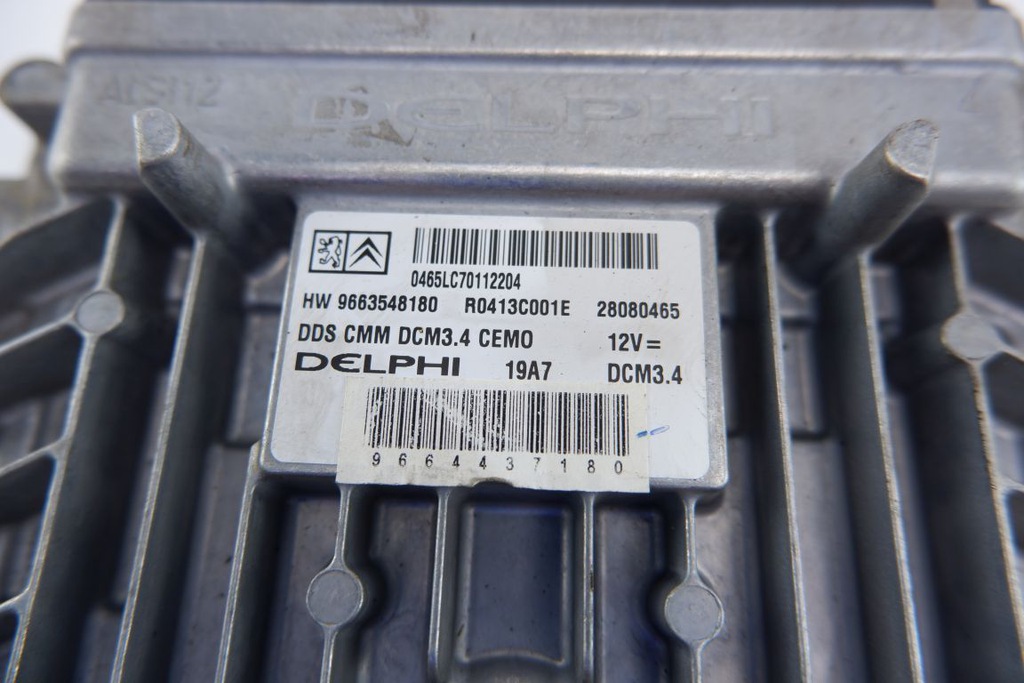 DELPHI
0465LC70112204
HW 9663548180 R0413C001E 28080465
DDS CMM DCM3.4 CEMO 12V=
DELPHI 19A7 DCM3.4
9664437180